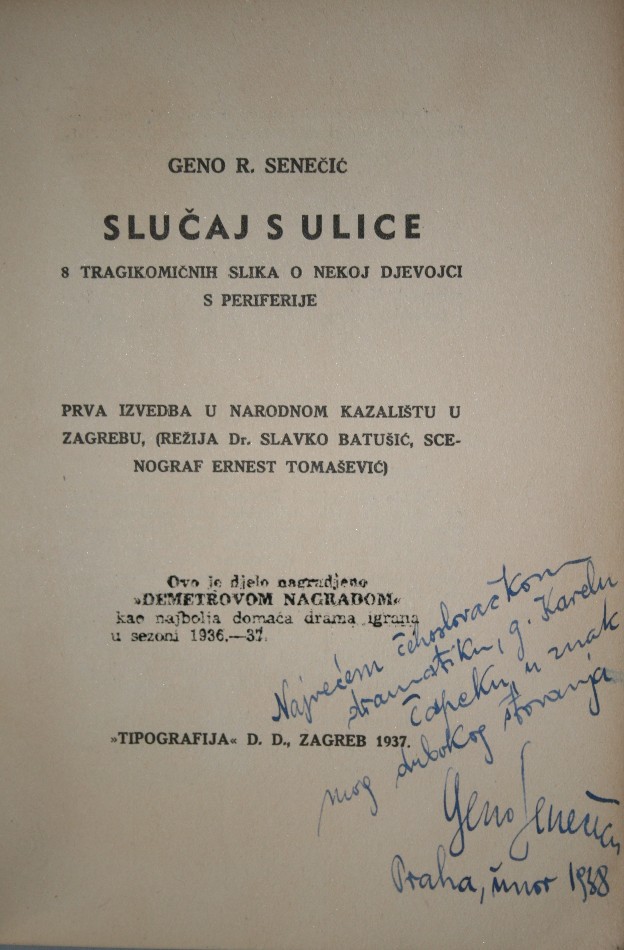 GENO R. SENEČIĆ
SLUČAJ S ULICE
8 TRAGIKOMIČNIH SLIKA O NEKOJ DJEVOJCI
S PERIFERIJE
PRVA IZVEDBA U NARODNOM KAZALIŠTU U
ZAGREBU, (REŽIJA Dr. SLAVKO BATUŠIĆ, SCE-
NOGRAF ERNEST TOMAŠEVIĆ)
Ovo je djelo nagradjeno
»DEMETROVOM NAGRADOM«
kao najbolja domaća drama igrana
u sezoni 1936.—37.
»TIPOGRAFIJA« D. D., ZAGREB 1937.
Najvećem čehoslovačkom
dramatiku, g. Karelu
Čapeku, u znak
mog dubokog štovanja
Geno Senečić
Praha, únor 1938